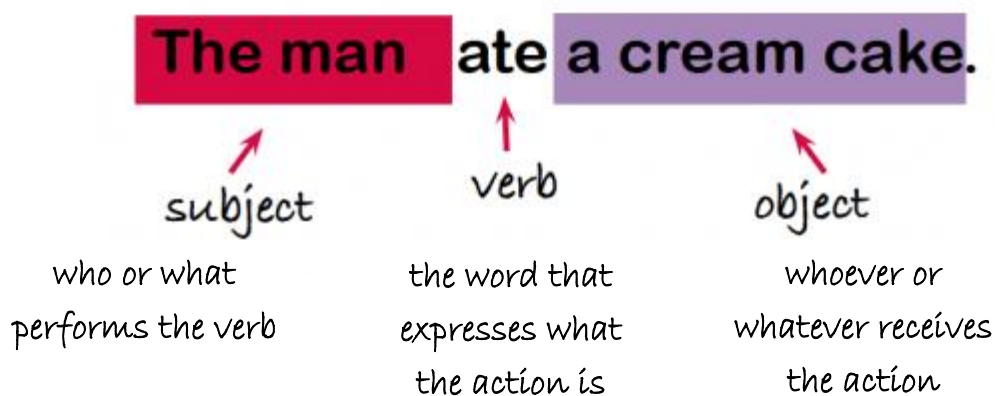 The man ate a cream cake.
subject
verb
object
who or what
performs the verb
the word that
expresses what
the action is
whoever or
whatever receives
the action